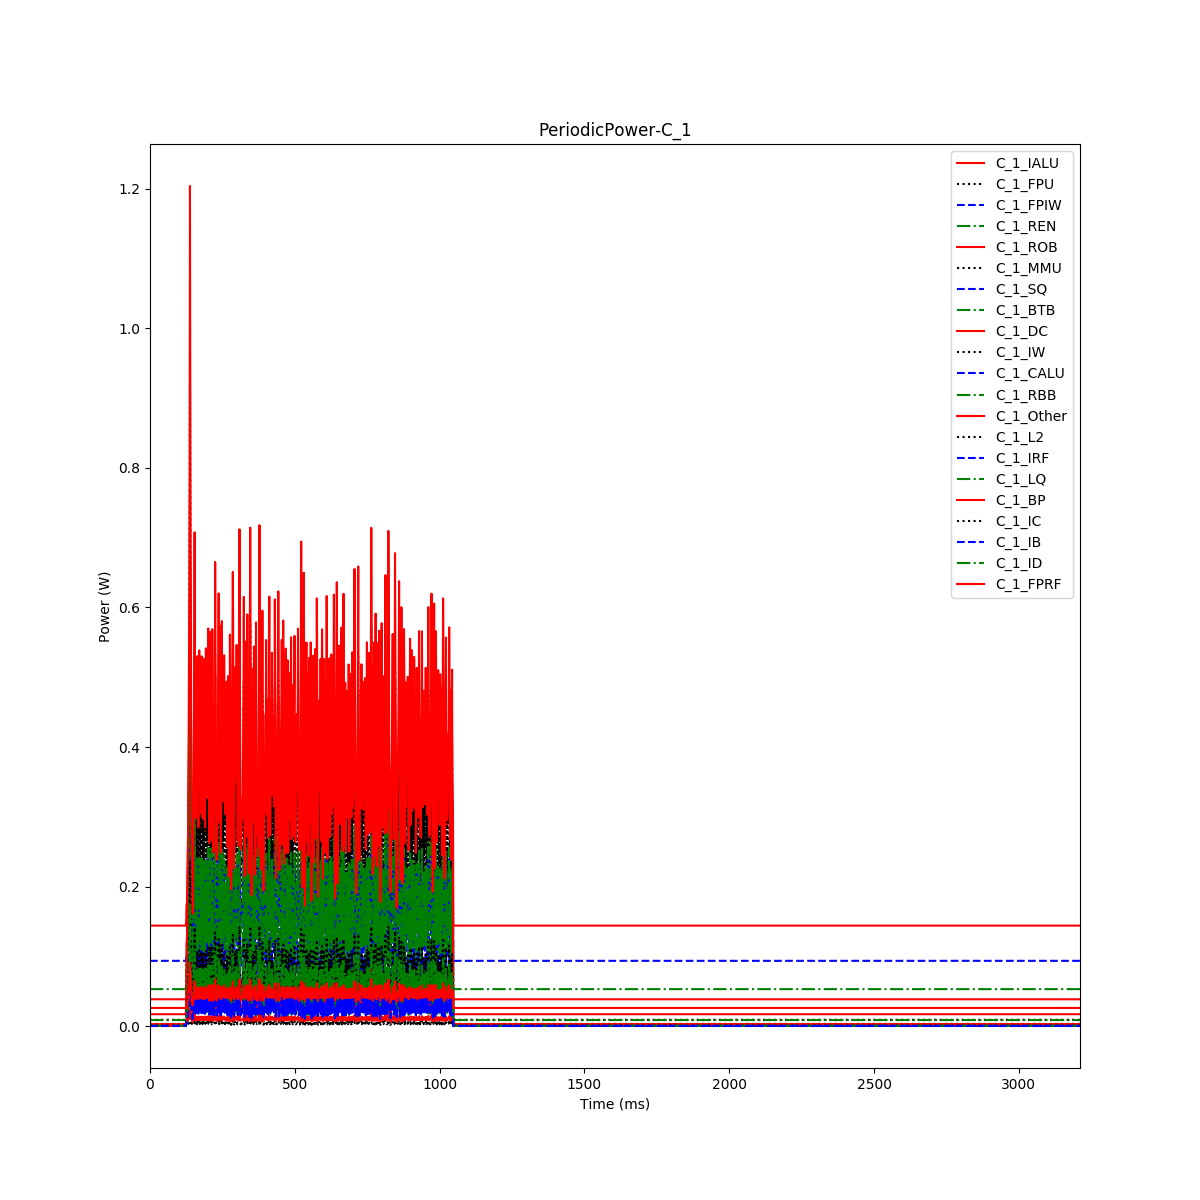 PeriodicPower-C_1
C_1_IALU
C_1_FPU
C_1_FPIW
C_1_REN
C_1_ROB
C_1_MMU
C_1_SQ
C_1_BTB
C_1_DC
C_1_IW
C_1_CALU
C_1_RBB
C_1_Other
C_1_L2
C_1_IRF
C_1_LQ
C_1_BP
C_1_IC
C_1_IB
C_1_ID
C_1_FPRF
1.2
1.0
0.8
0.6
0.4
0.2
0.0
Power (W)
0 500 1000 1500 2000 2500 3000
Time (ms)